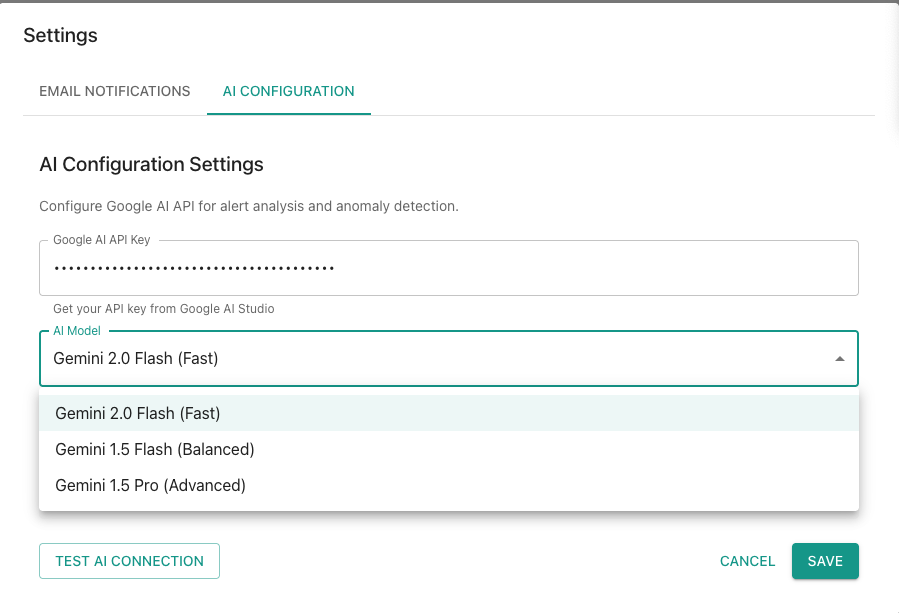 Settings
EMAIL NOTIFICATIONS
AI CONFIGURATION
AI Configuration Settings
Configure Google AI API for alert analysis and anomaly detection.
Google AI API Key
•••••••••••••••••••••••••••••••••••••••
Get your API key from Google AI Studio
AI Model
Gemini 2.0 Flash (Fast)
Gemini 2.0 Flash (Fast)
Gemini 1.5 Flash (Balanced)
Gemini 1.5 Pro (Advanced)
TEST AI CONNECTION
CANCEL
SAVE